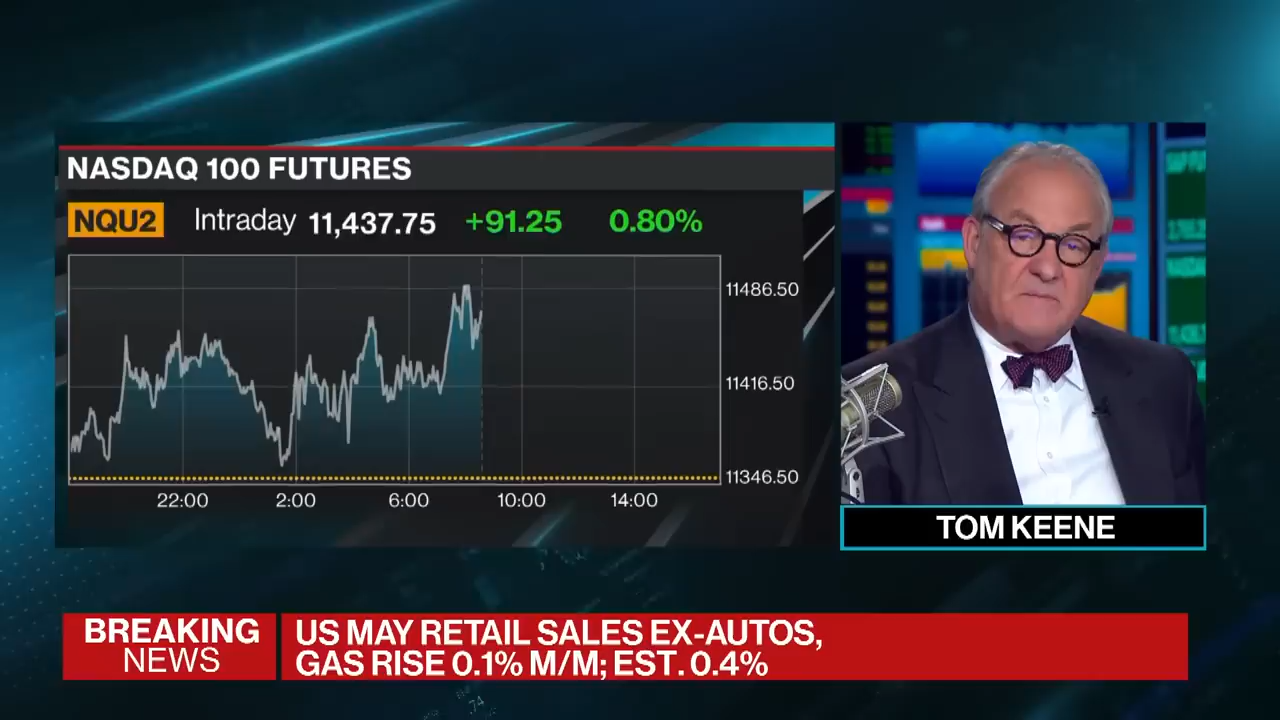 NASDAQ 100 FUTURES
NQU2 Intraday 11,437.75 +91.25 0.80%
11486.50
11416.50
11346.50
22:00 2:00 6:00 10:00 14:00
TOM KEENE
BREAKING NEWS
US MAY RETAIL SALES EX-AUTOS,
GAS RISE 0.1% M/M; EST. 0.4%
74